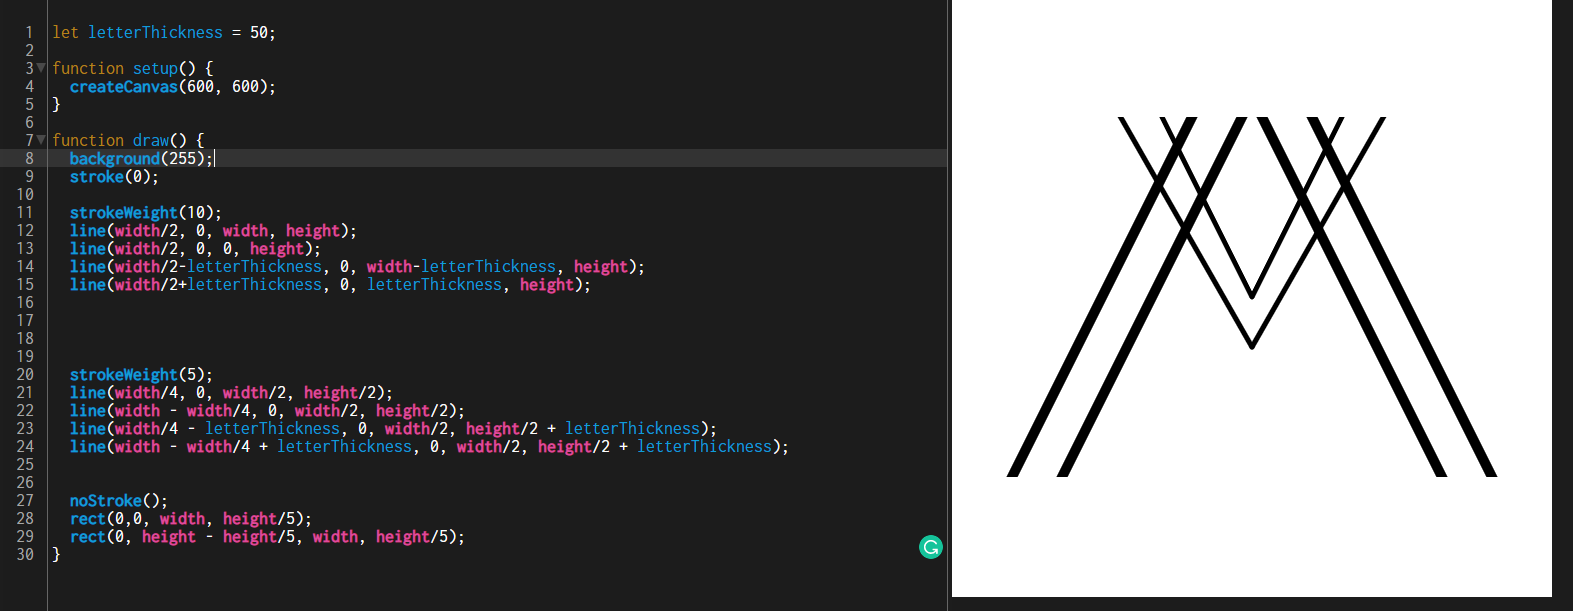 1 let letterThickness = 50;
2
3 function setup() {
4   createCanvas(600, 600);
5 }
6
7 function draw() {
8   background(255);
9   stroke(0);
10
11   strokeWeight(10);
12   line(width/2, 0, width, height);
13   line(width/2, 0, 0, height);
14   line(width/2-letterThickness, 0, width-letterThickness, height);
15   line(width/2+letterThickness, 0, letterThickness, height);
16
17
18
19
20   strokeWeight(5);
21   line(width/4, 0, width/2, height/2);
22   line(width - width/4, 0, width/2, height/2);
23   line(width/4 - letterThickness, 0, width/2, height/2 + letterThickness);
24   line(width - width/4 + letterThickness, 0, width/2, height/2 + letterThickness);
25
26
27   noStroke();
28   rect(0,0, width, height/5);
29   rect(0, height - height/5, width, height/5);
30 }